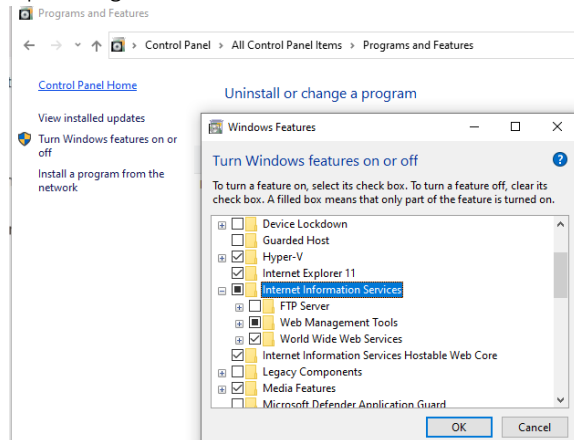 Programs and Features
Control Panel > All Control Panel Items > Programs and Features
Control Panel Home
Uninstall or change a program
View installed updates
Turn Windows features on or
off
Install a program from the
network
Windows Features
Turn Windows features on or off
To turn a feature on, select its check box. To turn a feature off, clear its
check box. A filled box means that only part of the feature is turned on.
Device Lockdown
Guarded Host
Hyper-V
Internet Explorer 11
Internet Information Services
FTP Server
Web Management Tools
World Wide Web Services
Internet Information Services Hostable Web Core
Legacy Components
Media Features
Microsoft Defender Application Guard
OK Cancel